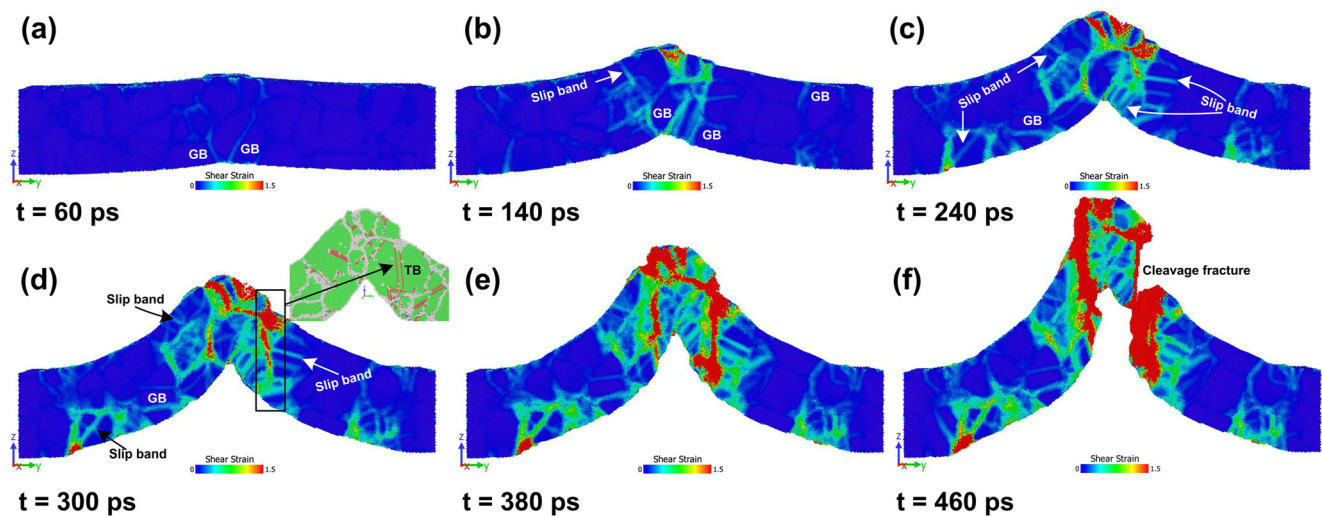 (a)
GB GB
z
x y
Shear Strain
0 1.5
t = 60 ps
(b)
Slip band
GB
GB
GB
z
x y
Shear Strain
0 1.5
t = 140 ps
(c)
Slip band
Slip band
GB
z
x y
Shear Strain
0 1.5
t = 240 ps
(d)
TB
Slip band
Slip band
GB
Slip band
z
x y
Shear Strain
0 1.5
t = 300 ps
(e)
z
x y
Shear Strain
0 1.5
t = 380 ps
(f)
Cleavage fracture
z
x y
Shear Strain
0 1.5
t = 460 ps